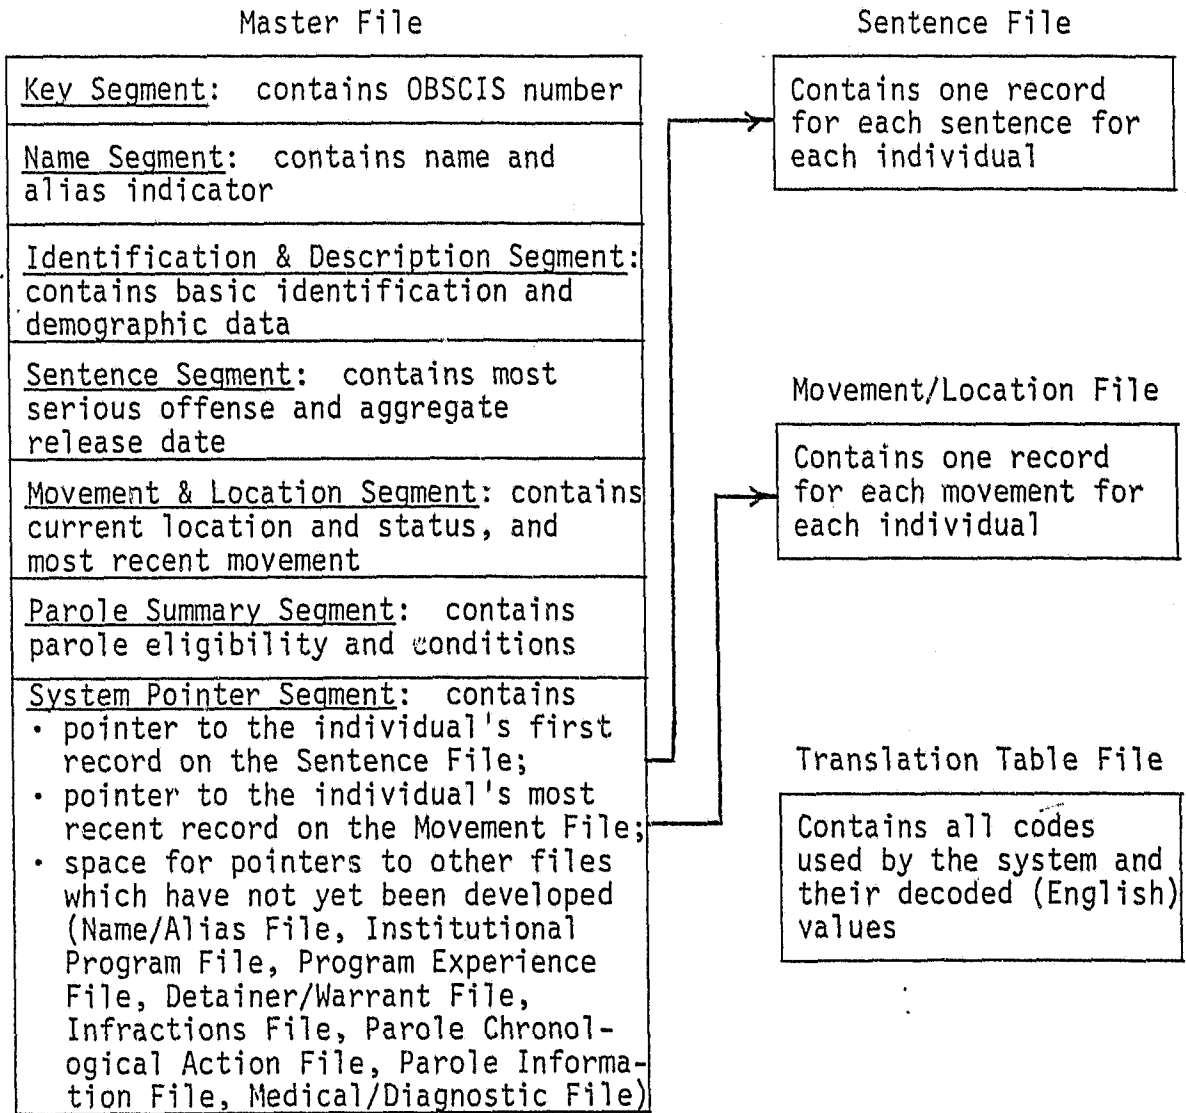 Master File
Key Segment: contains OBSCIS number
Name Segment: contains name and
alias indicator
Identification & Description Segment:
contains basic identification and
demographic data
Sentence Segment: contains most
serious offense and aggregate
release date
Movement & Location Segment: contains
current location and status, and
most recent movement
Parole Summary Segment: contains
parole eligibility and conditions
System Pointer Segment: contains
• pointer to the individual's first
record on the Sentence File;
• pointer to the individual's most
recent record on the Movement File;
• space for pointers to other files
which have not yet been developed
(Name/Alias File, Institutional
Program File, Program Experience
File, Detainer/Warrant File,
Infractions File, Parole Chronol-
ogical Action File, Parole Informa-
tion File, Medical/Diagnostic File)
Sentence File
Contains one record
for each sentence for
each individual
Movement/Location File
Contains one record
for each movement for
each individual
Translation Table File
Contains all codes
used by the system and
their decoded (English)
values